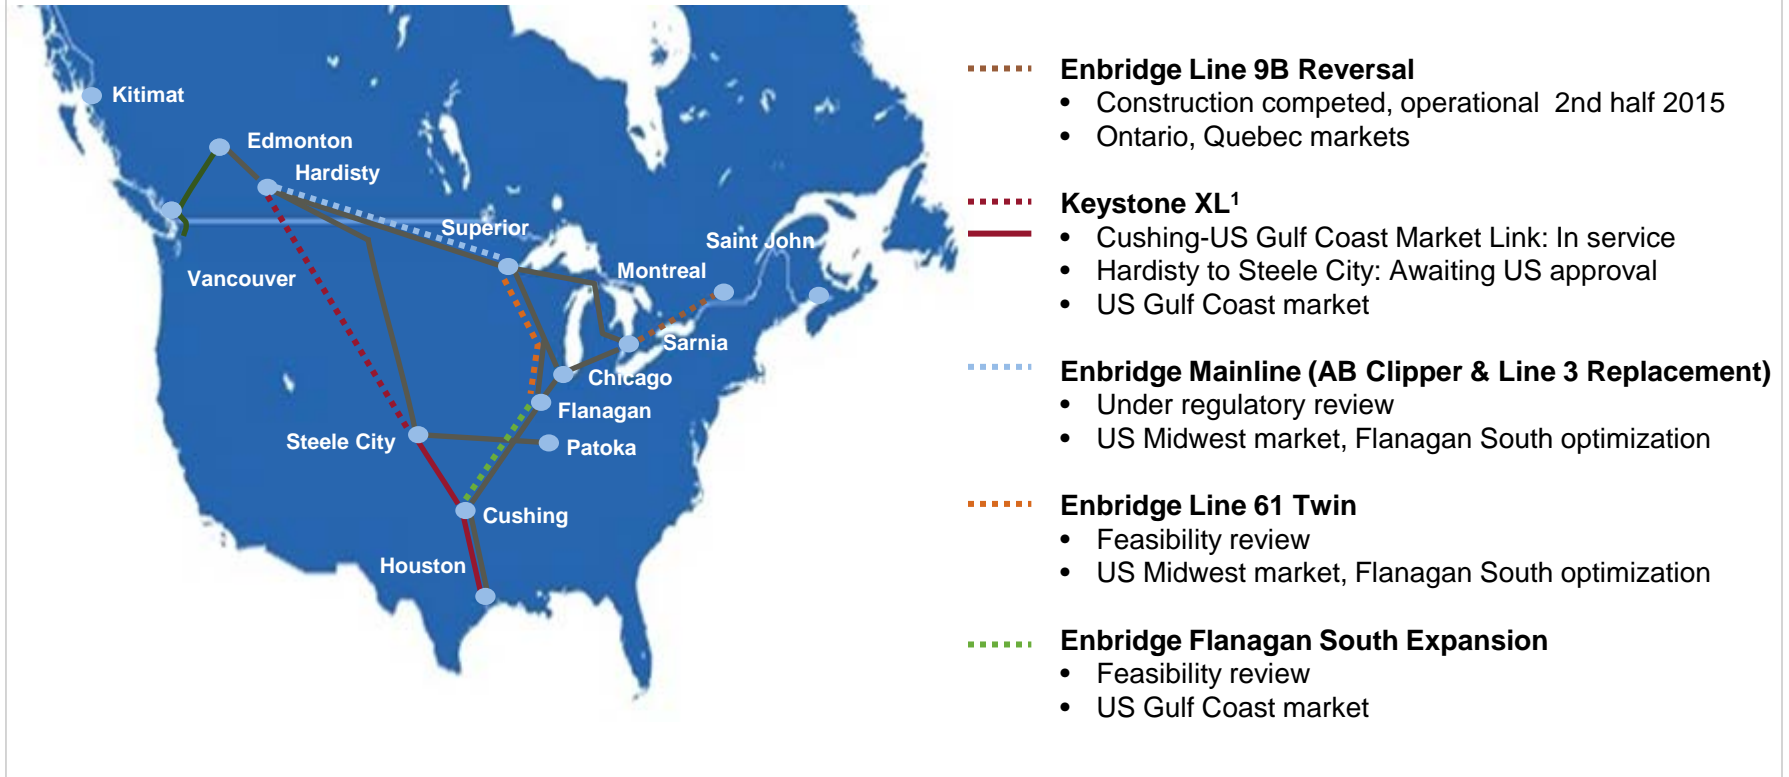 Kitimat
Edmonton
Hardisty
Superior
Saint John
Vancouver
Montreal
Sarnia
Chicago
Flanagan
Steele City
Patoka
Cushing
Houston
Enbridge Line 9B Reversal
• Construction competed, operational 2nd half 2015
• Ontario, Quebec markets
Keystone XL¹
• Cushing-US Gulf Coast Market Link: In service
• Hardisty to Steele City: Awaiting US approval
• US Gulf Coast market
Enbridge Mainline (AB Clipper & Line 3 Replacement)
• Under regulatory review
• US Midwest market, Flanagan South optimization
Enbridge Line 61 Twin
• Feasibility review
• US Midwest market, Flanagan South optimization
Enbridge Flanagan South Expansion
• Feasibility review
• US Gulf Coast market